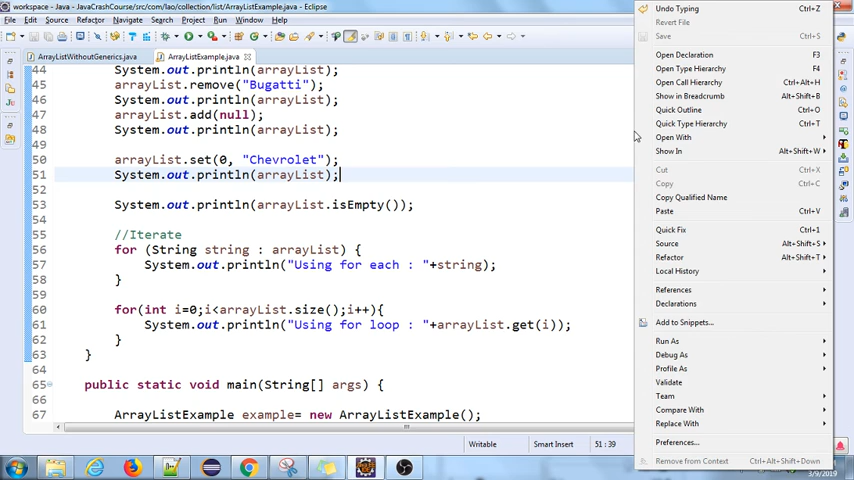 workspace - Java - JavaCrashCourse/src/com/lao/collection/list/ArrayListExample.java - Eclipse
File Edit Source Refactor Navigate Search Project Run Window Help
ArrayListWithoutGenerics.java
ArrayListExample.java
44 System.out.println(arrayList);
45 arrayList.remove("Bugatti");
46 System.out.println(arrayList);
47 arrayList.add(null);
48 System.out.println(arrayList);
49
50 arrayList.set(0, "Chevrolet");
51 System.out.println(arrayList);
52
53 System.out.println(arrayList.isEmpty());
54
55 //Iterate
56 for (String string : arrayList) {
57 System.out.println("Using for each : "+string);
58 }
59
60 for(int i=0;i<arrayList.size();i++){
61 System.out.println("Using for loop : "+arrayList.get(i));
62 }
63 }
64
65 public static void main(String[] args) {
66
67 ArrayListExample example= new ArrayListExample();
Writable Smart Insert 51 : 39
Undo Typing Ctrl+Z
Revert File
Save Ctrl+S
Open Declaration F3
Open Type Hierarchy F4
Open Call Hierarchy Ctrl+Alt+H
Show in Breadcrumb Alt+Shift+B
Quick Outline Ctrl+O
Quick Type Hierarchy Ctrl+T
Open With
Show In Alt+Shift+W
Cut Ctrl+X
Copy Ctrl+C
Copy Qualified Name
Paste Ctrl+V
Quick Fix Ctrl+1
Source Alt+Shift+S
Refactor Alt+Shift+T
Local History
References
Declarations
Add to Snippets...
Run As
Debug As
Profile As
Validate
Team
Compare With
Replace With
Preferences...
Remove from Context Ctrl+Alt+Shift+Down
3/9/2019